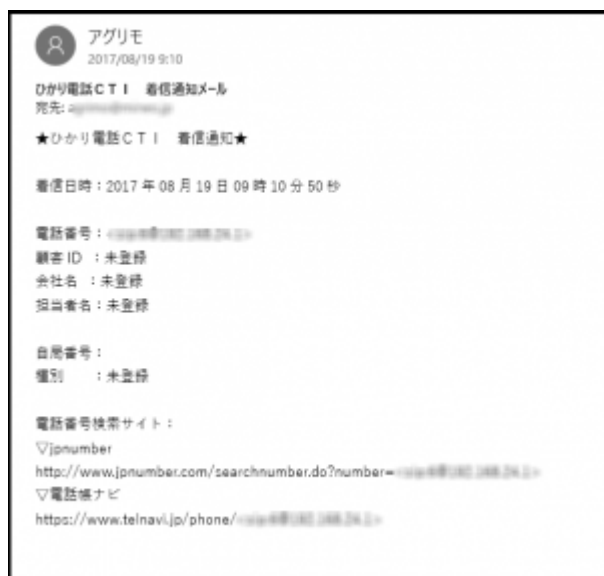 アグリモ
2017/08/19 9:10
ひかり電話CTI　着信通知メール
宛先:
★ひかり電話CTI　着信通知★
着信日時：2017 年 08 月 19 日 09 時 10 分 50 秒
電話番号：
顧客 ID ：未登録
会社名 ：未登録
担当者名：未登録
自局番号：
種別　　：未登録
電話番号検索サイト：
▽jpnumber
http://www.jpnumber.com/searchnumber.do?number=
▽電話帳ナビ
https://www.telnavi.jp/phone/